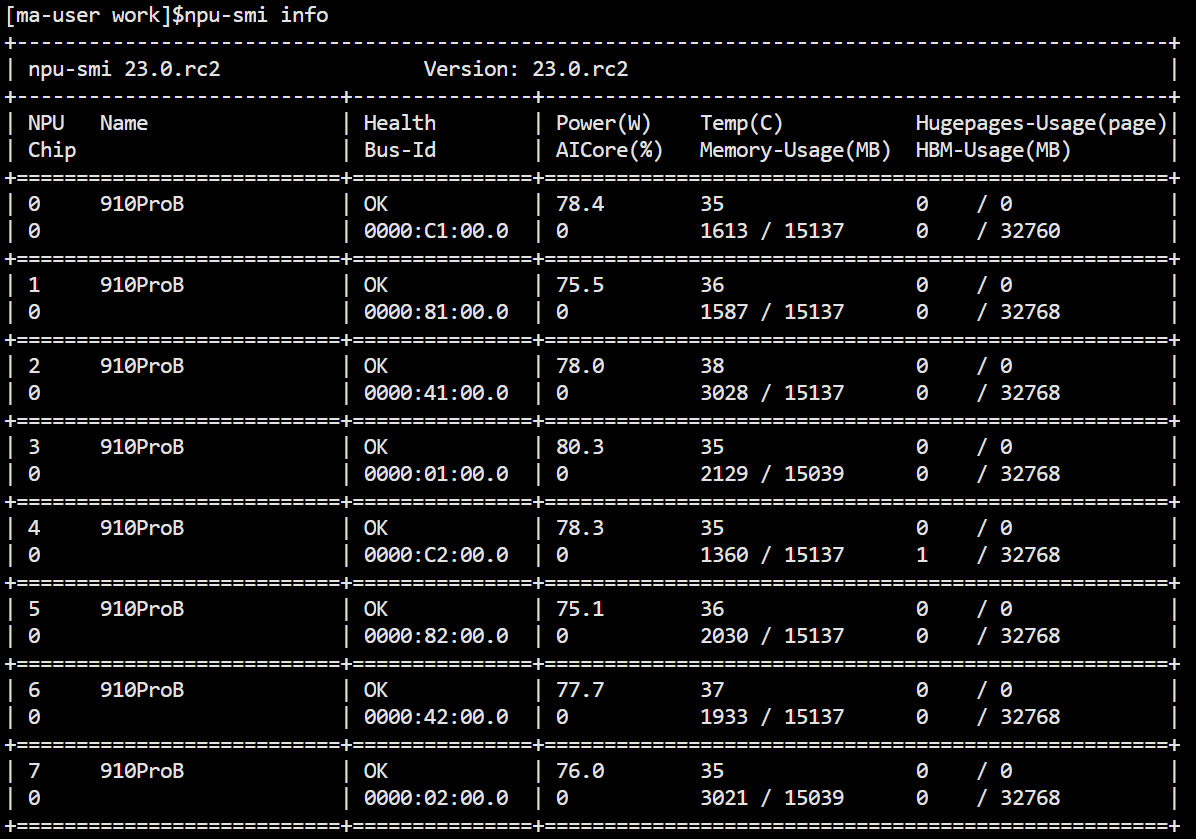 [ma-user work]$npu-smi info
+------------------------------------------------------------------------------------------------+
| npu-smi 23.0.rc2                 Version: 23.0.rc2                                             |
+---------------------------+---------------+----------------------------------------------------+
| NPU   Name                | Health        | Power(W)    Temp(C)           Hugepages-Usage(page)|
| Chip                      | Bus-Id        | AICore(%)   Memory-Usage(MB)  HBM-Usage(MB)        |
+===========================+===============+====================================================+
| 0     910ProB             | OK            | 78.4        35                0    / 0             |
| 0                         | 0000:C1:00.0  | 0           1613 / 15137      0    / 32760         |
+===========================+===============+====================================================+
| 1     910ProB             | OK            | 75.5        36                0    / 0             |
| 0                         | 0000:81:00.0  | 0           1587 / 15137      0    / 32768         |
+===========================+===============+====================================================+
| 2     910ProB             | OK            | 78.0        38                0    / 0             |
| 0                         | 0000:41:00.0  | 0           3028 / 15137      0    / 32768         |
+===========================+===============+====================================================+
| 3     910ProB             | OK            | 80.3        35                0    / 0             |
| 0                         | 0000:01:00.0  | 0           2129 / 15039      0    / 32768         |
+===========================+===============+====================================================+
| 4     910ProB             | OK            | 78.3        35                0    / 0             |
| 0                         | 0000:C2:00.0  | 0           1360 / 15137      1    / 32768         |
+===========================+===============+====================================================+
| 5     910ProB             | OK            | 75.1        36                0    / 0             |
| 0                         | 0000:82:00.0  | 0           2030 / 15137      0    / 32768         |
+===========================+===============+====================================================+
| 6     910ProB             | OK            | 77.7        37                0    / 0             |
| 0                         | 0000:42:00.0  | 0           1933 / 15137      0    / 32768         |
+===========================+===============+====================================================+
| 7     910ProB             | OK            | 76.0        35                0    / 0             |
| 0                         | 0000:02:00.0  | 0           3021 / 15039      0    / 32768         |
+===========================+===============+====================================================+